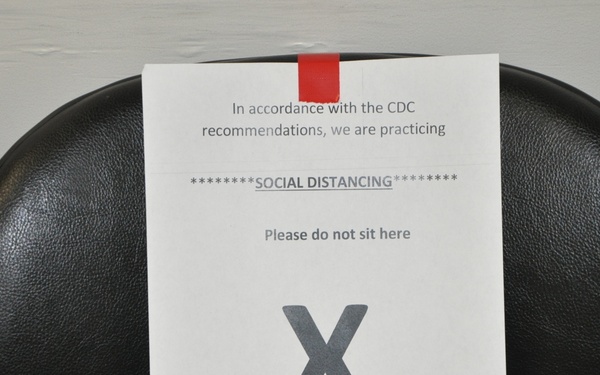 In accordance with the CDC
recommendations, we are practicing
********SOCIAL DISTANCING********
Please do not sit here
X